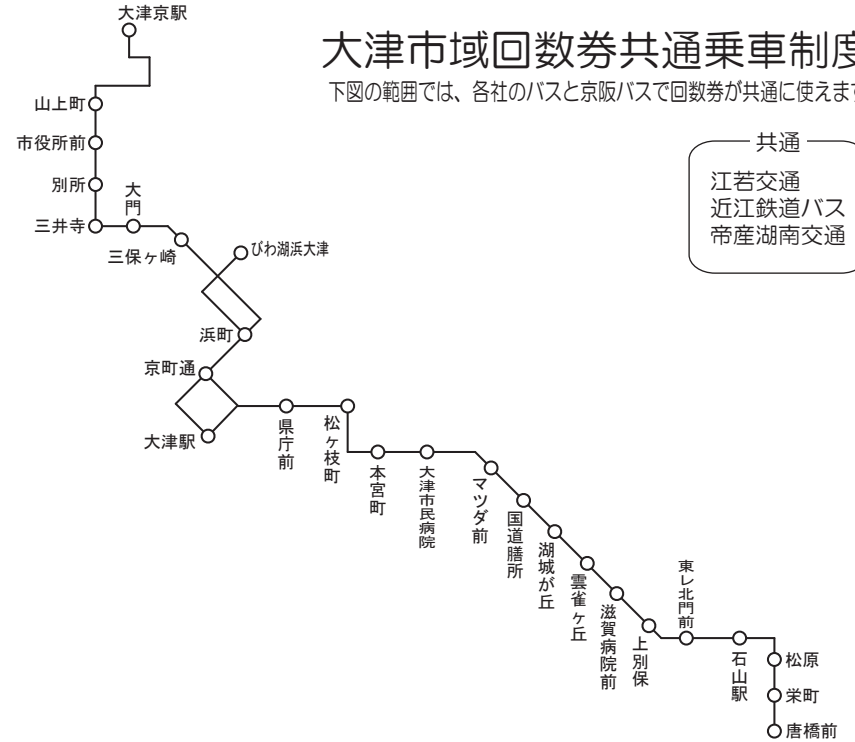 大津京駅
大津市域回数券共通乗車制度
下図の範囲では、各社のバスと京阪バスで回数券が共通に使えます
共通
江若交通
近江鉄道バス
帝産湖南交通
山上町
市役所前
別所
三井寺
大門
三保ヶ崎
びわ湖浜大津
浜町
京町通
大津駅
県庁前
松ヶ枝町
本宮町
大津市民病院
マツダ前
国道膳所
湖城が丘
雲雀ヶ丘
滋賀病院前
上別保
東レ北門前
石山駅
松原
栄町
唐橋前